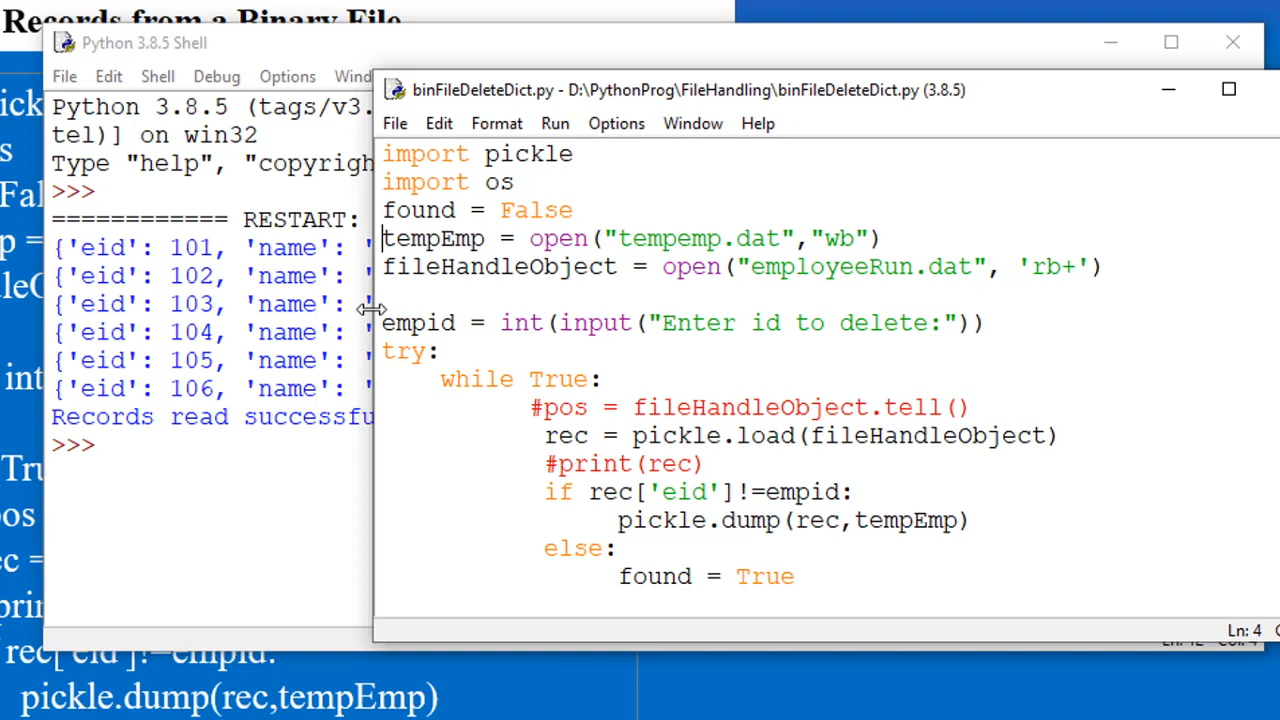 Records from a Binary File
Python 3.8.5 Shell
File Edit Shell Debug Options
Python 3.8.5 (tags/v3.
tel)] on win32
Type "help", "copyrigh
>>>
============ RESTART:
{'eid': 101, 'name': '
{'eid': 102, 'name': '
{'eid': 103, 'name': '
{'eid': 104, 'name': '
{'eid': 105, 'name': '
{'eid': 106, 'name': '
Records read successfu
>>>
binFileDeleteDict.py - D:\PythonProg\FileHandling\binFileDeleteDict.py (3.8.5)
File Edit Format Run Options Window Help
import pickle
import os
found = False
tempEmp = open("tempemp.dat","wb")
fileHandleObject = open("employeeRun.dat", 'rb+')
empid = int(input("Enter id to delete:"))
try:
while True:
#pos = fileHandleObject.tell()
rec = pickle.load(fileHandleObject)
#print(rec)
if rec['eid']!=empid:
pickle.dump(rec,tempEmp)
else:
found = True
Ln: 4
rec['eid']!=empid:
pickle.dump(rec,tempEmp)